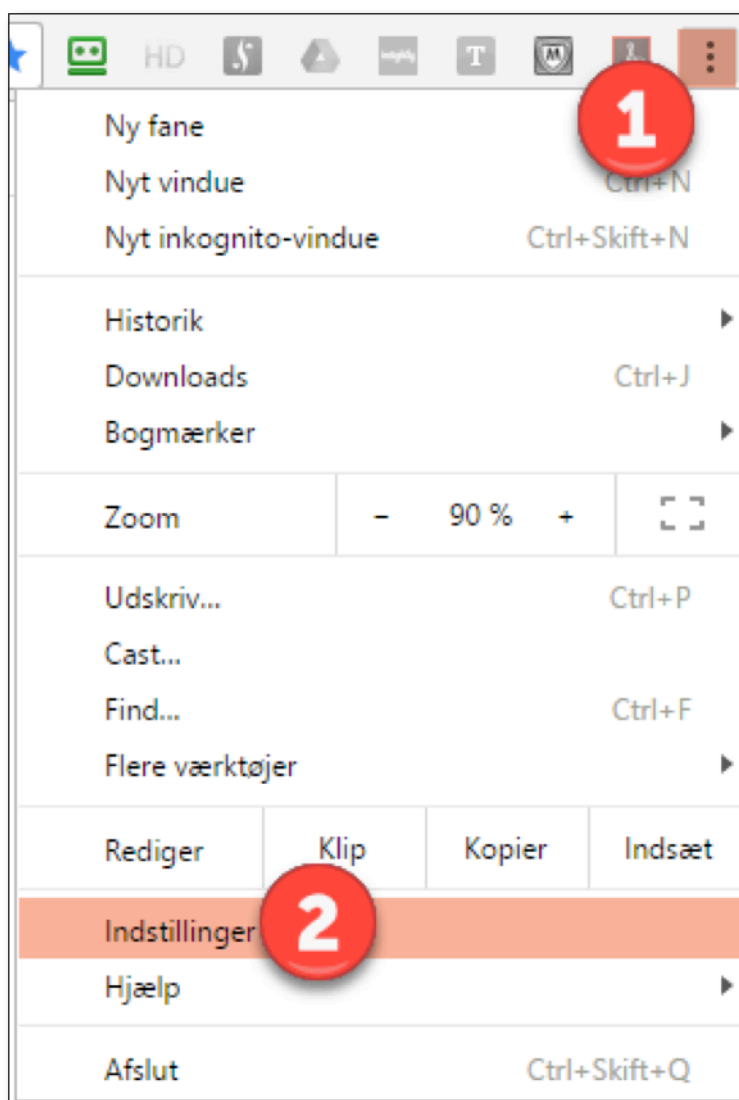 HD
T
M
1
Ny fane
Nyt vindue Ctrl+N
Nyt inkognito-vindue Ctrl+Skift+N
Historik
Downloads Ctrl+J
Bogmærker
Zoom - 90 % +
Udskriv... Ctrl+P
Cast...
Find... Ctrl+F
Flere værktøjer
Rediger Klip Kopier Indsæt
Indstillinger 2
Hjælp
Afslut Ctrl+Skift+Q